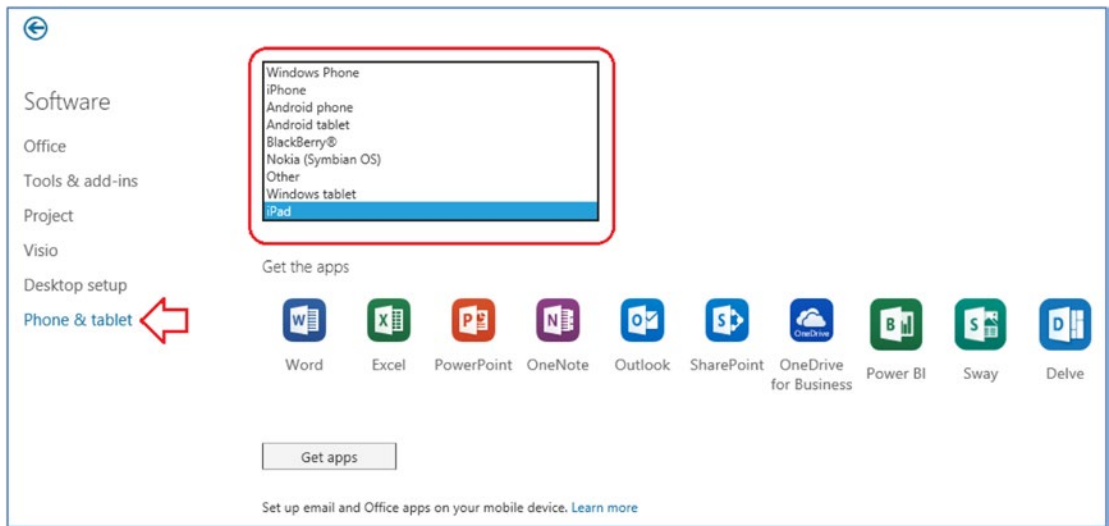 Software
Office
Tools & add-ins
Project
Visio
Desktop setup
Phone & tablet
Windows Phone
iPhone
Android phone
Android tablet
BlackBerry®
Nokia (Symbian OS)
Other
Windows tablet
iPad
Get the apps
W X P N O S OneDrive B S D
Word Excel PowerPoint OneNote Outlook SharePoint OneDrive for Business Power BI Sway Delve
Get apps
Set up email and Office apps on your mobile device. Learn more